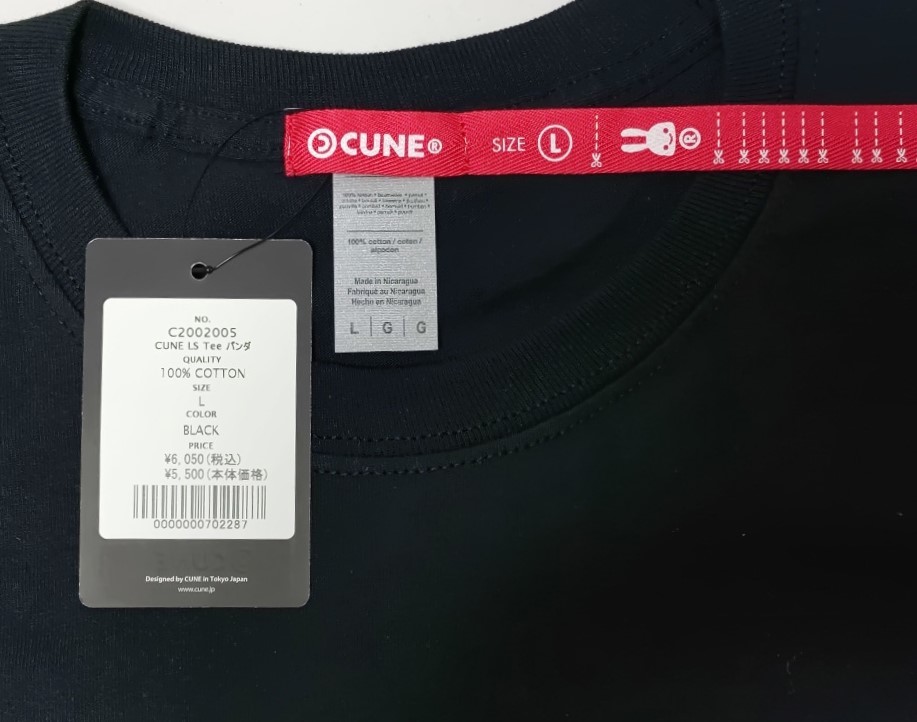 CUNE®
SIZE L
®
100% cotton / coton /
algodon
Made in Nicaragua
Fabriqué au Nicaragua
Hecho en Nicaragua
L G G
NO.
C2002005
CUNE LS Tee パンダ
QUALITY
100% COTTON
SIZE
L
COLOR
BLACK
PRICE
¥6,050(税込)
¥5,500(本体価格)
0000000702287
Designed by CUNE in Tokyo Japan
www.cune.jp